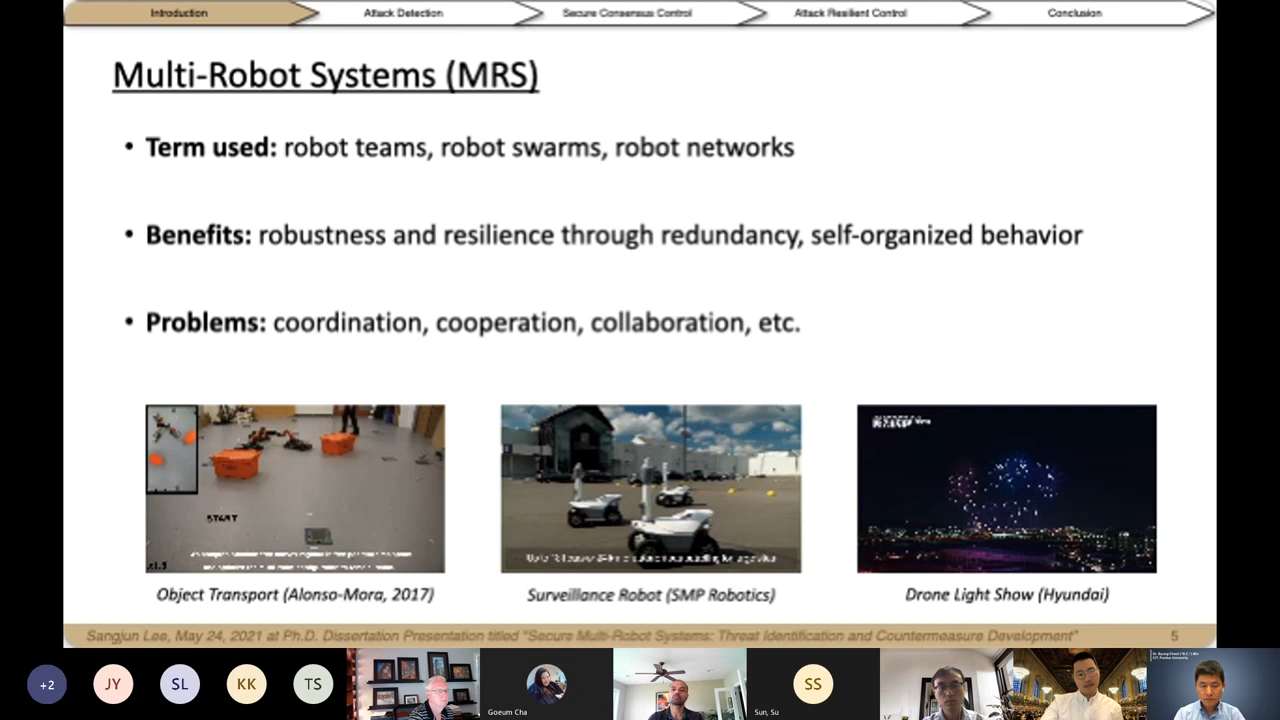 Introduction
Attack Detection
Secure Consensus Control
Attack Resilient Control
Conclusion
Multi-Robot Systems (MRS)
• Term used: robot teams, robot swarms, robot networks
• Benefits: robustness and resilience through redundancy, self-organized behavior
• Problems: coordination, cooperation, collaboration, etc.
START
Object Transport (Alonso-Mora, 2017)
Surveillance Robot (SMP Robotics)
Drone Light Show (Hyundai)
Sangjun Lee, May 24, 2021 at Ph.D. Dissertation Presentation titled "Secure Multi-Robot Systems: Threat Identification and Countermeasure Development"
5
+2
JY
SL
KK
TS
Goeum Cha
SS
Sun, Su
CIT, Purdue University